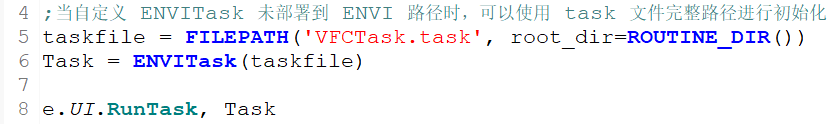 4 ;当自定义 ENVITask 未部署到 ENVI 路径时，可以使用 task 文件完整路径进行初始化
5 taskfile = FILEPATH('VFCTask.task', root_dir=ROUTINE_DIR())
6 Task = ENVITask(taskfile)
7
8 e.UI.RunTask, Task